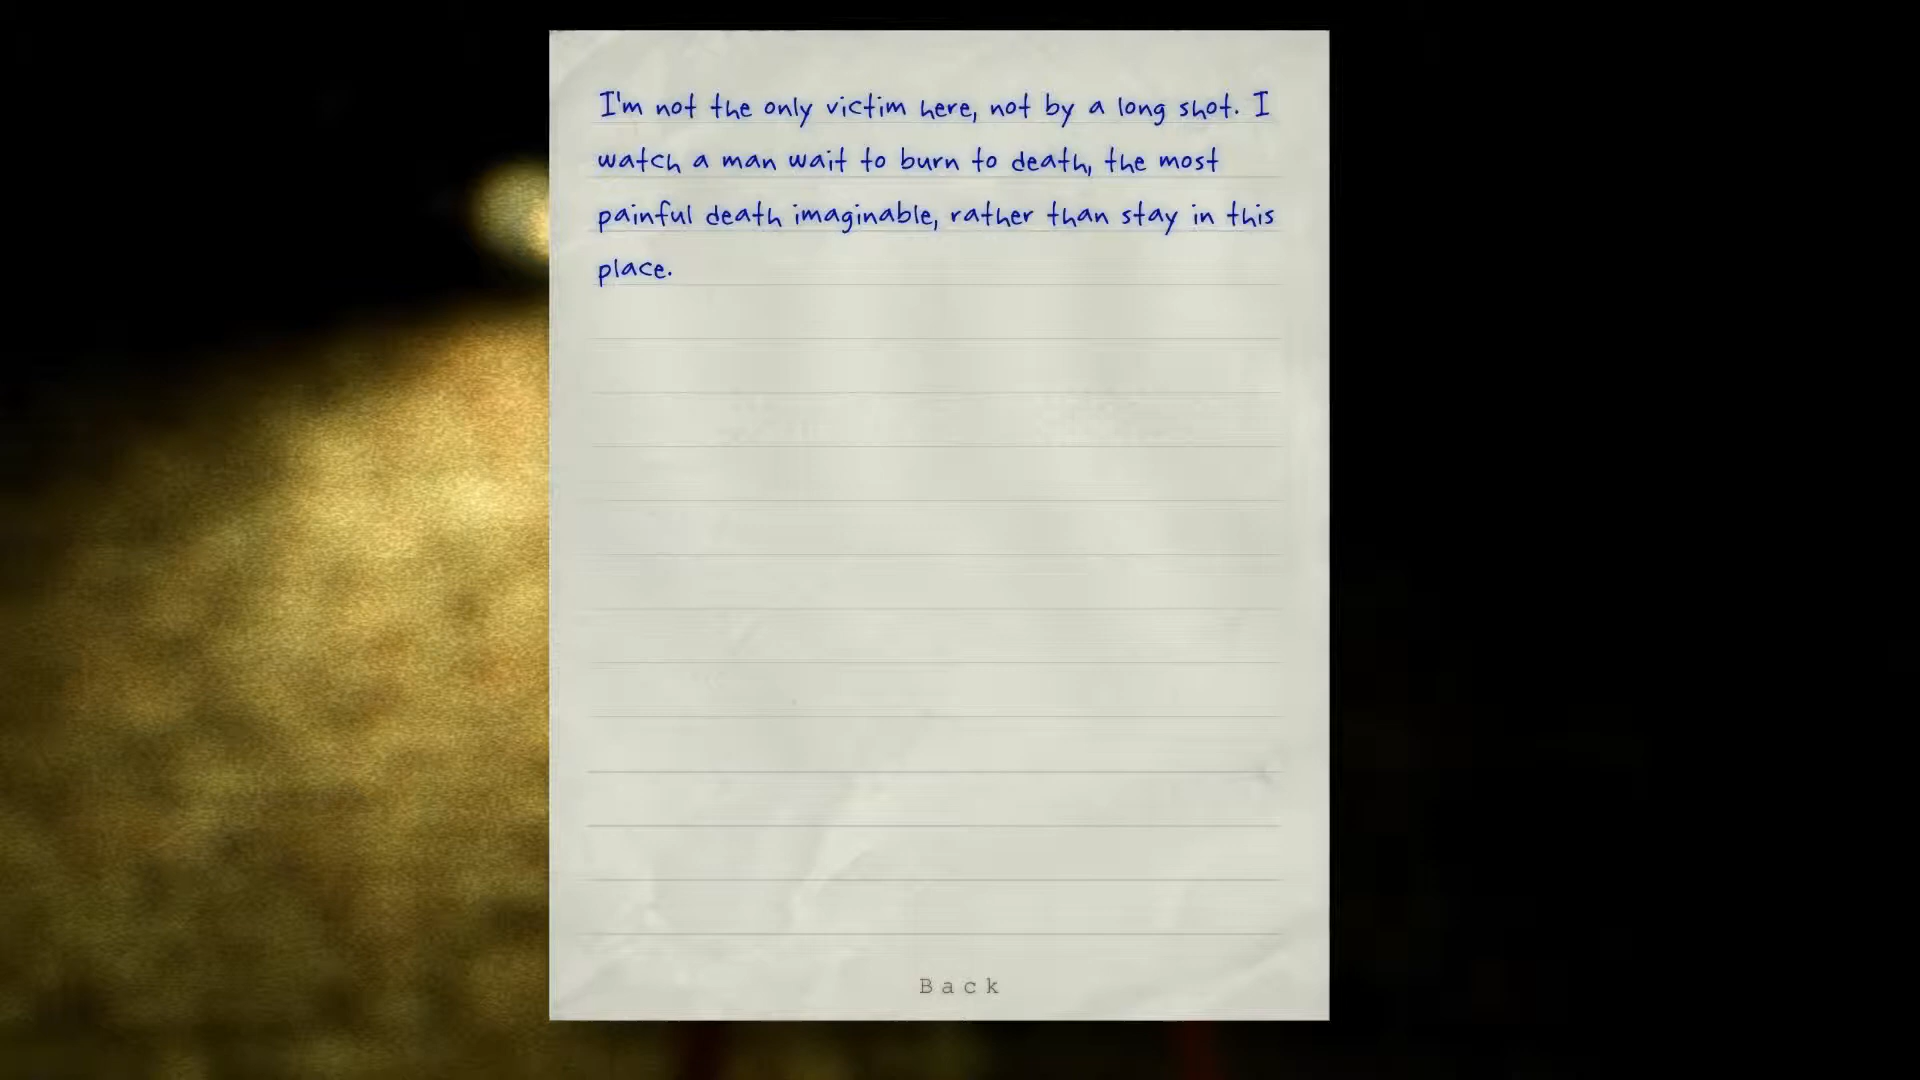 I'm not the only victim here, not by a long shot. I
watch a man wait to burn to death, the most
painful death imaginable, rather than stay in this
place.
Back